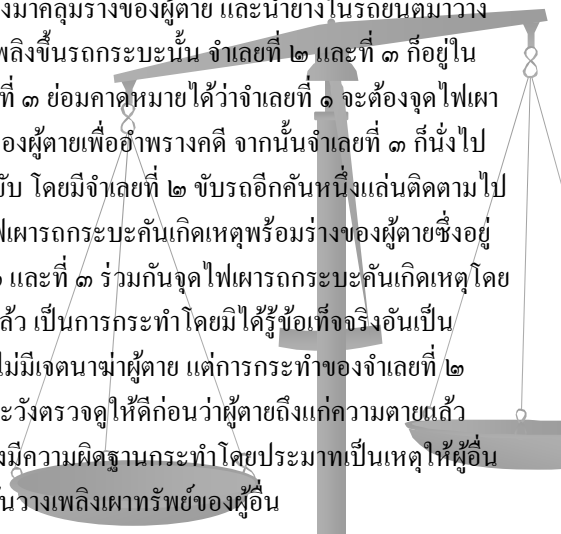 งมาคลุมร่างของผู้ตาย และนำยางในรถยนต์มาวาง
พลิงขึ้นรถกระบะนั้น จำเลยที่ ๒ และที่ ๓ ก็อยู่ใน
ที่ ๓ ย่อมคาดหมายได้ว่าจำเลยที่ ๑ จะต้องจุดไฟเผา
องผู้ตายเพื่ออำพรางคดี จากนั้นจำเลยที่ ๓ ก็นั่งไป
ขับ โดยมีจำเลยที่ ๒ ขับรถอีกคันหนึ่งแล่นติดตามไป
ฟเผารถกระบะคันเกิดเหตุพร้อมร่างของผู้ตายซึ่งอยู่
และที่ ๓ ร่วมกันจุดไฟเผารถกระบะคันเกิดเหตุโดย
ล้ว เป็นการกระทำโดยมิได้รู้ข้อเท็จจริงอันเป็น
ไม่มีเจตนาฆ่าผู้ตาย แต่การกระทำของจำเลยที่ ๒
ะวังตรวจดูให้ดีก่อนว่าผู้ตายถึงแก่ความตายแล้ว
งมีความผิดฐานกระทำโดยประมาทเป็นเหตุให้ผู้อื่น
ันวางเพลิงเผาทรัพย์ของผู้อื่น